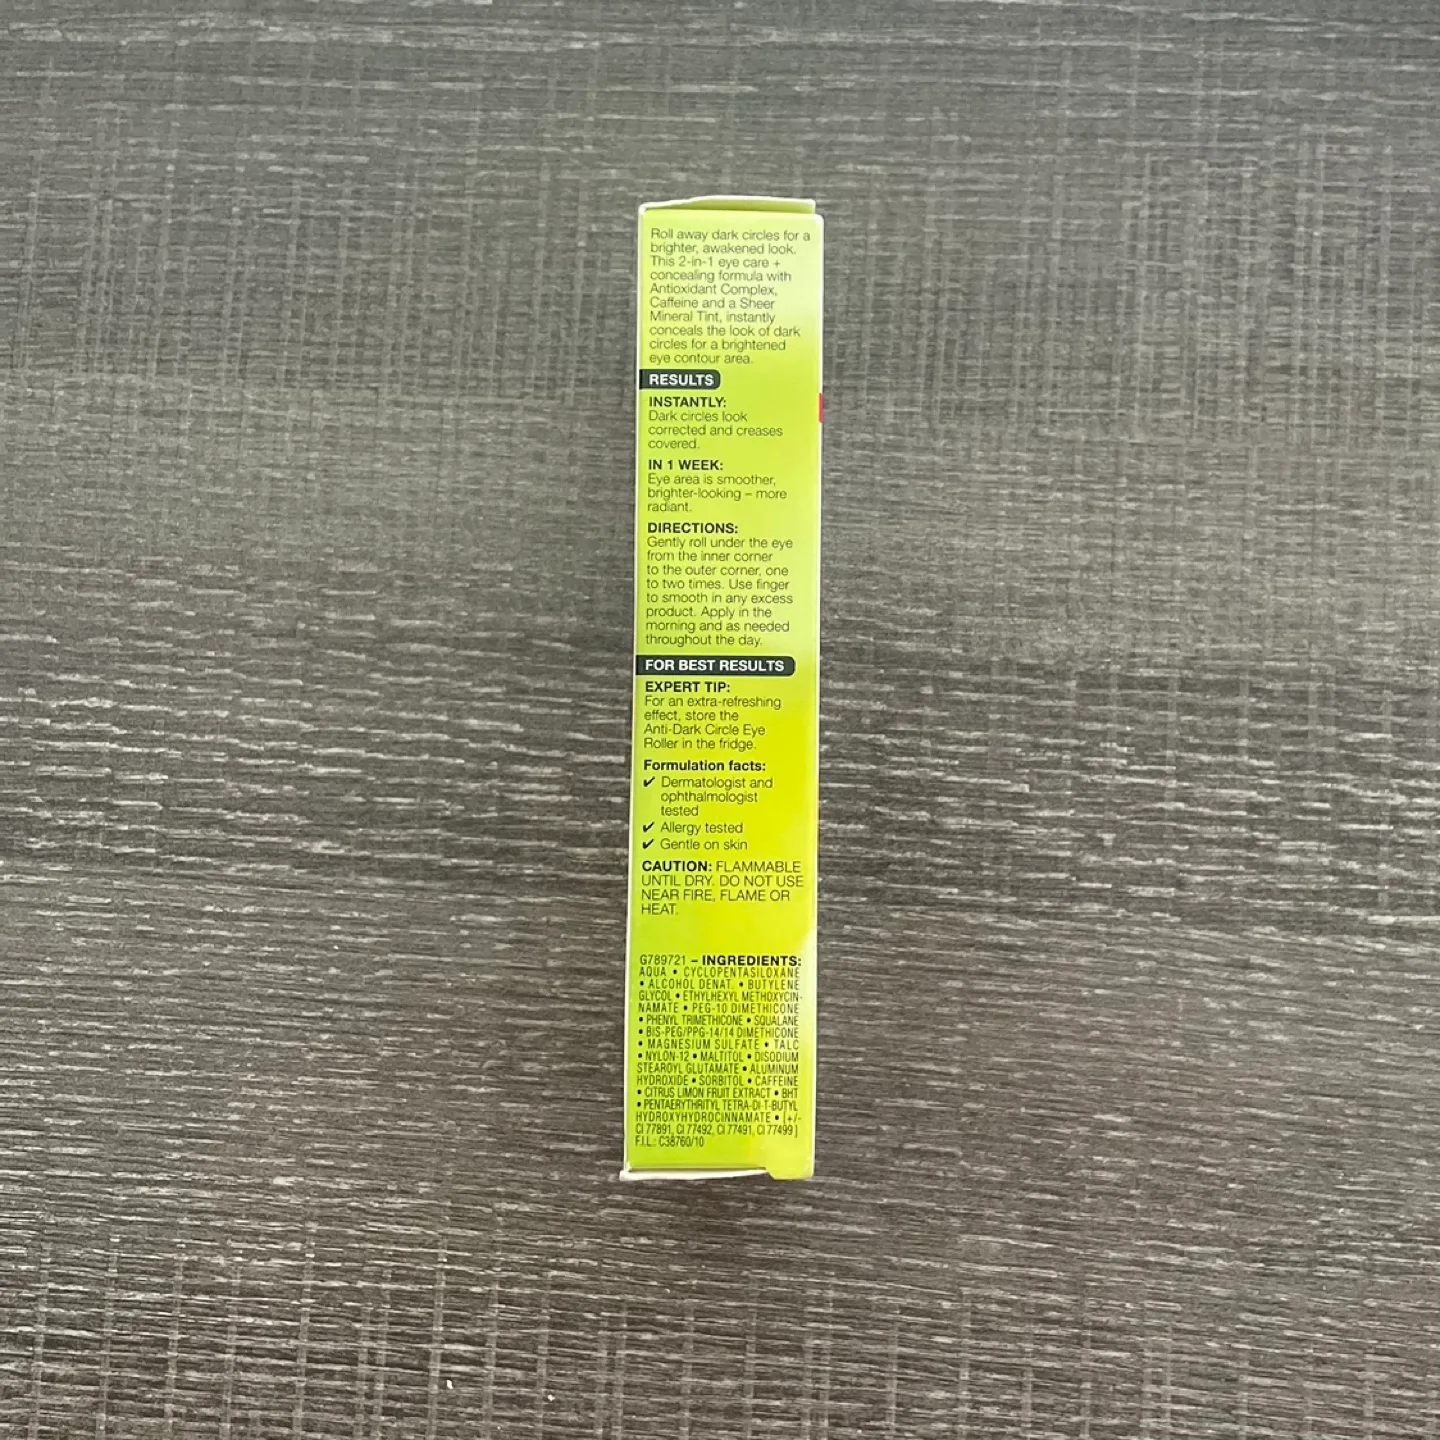 Roll away dark circles for a
brighter, awakened look.
This 2-in-1 eye care +
concealing formula with
Antioxidant Complex,
Caffeine and a Sheer
Mineral Tint, instantly
conceals the look of dark
circles for a brightened
eye contour area.
RESULTS
INSTANTLY:
Dark circles look
corrected and creases
covered.
IN 1 WEEK:
Eye area is smoother,
brighter-looking – more
radiant.
DIRECTIONS:
Gently roll under the eye
from the inner corner
to the outer corner, one
to two times. Use finger
to smooth in any excess
product. Apply in the
morning and as needed
throughout the day.
FOR BEST RESULTS
EXPERT TIP:
For an extra-refreshing
effect, store the
Anti-Dark Circle Eye
Roller in the fridge.
Formulation facts:
✔ Dermatologist and
ophthalmologist
tested
✔ Allergy tested
✔ Gentle on skin
CAUTION: FLAMMABLE
UNTIL DRY. DO NOT USE
NEAR FIRE, FLAME OR
HEAT.
G789721 – INGREDIENTS:
AQUA • CYCLOPENTASILOXANE
• ALCOHOL DENAT. • BUTYLENE
GLYCOL • ETHYLHEXYL METHOXYCIN-
NAMATE • PEG-10 DIMETHICONE
• PHENYL TRIMETHICONE • SQUALANE
• BIS-PEG/PPG-14/14 DIMETHICONE
• MAGNESIUM SULFATE • TALC
• NYLON-12 • MALTITOL • DISODIUM
STEAROYL GLUTAMATE • ALUMINUM
HYDROXIDE • SORBITOL • CAFFEINE
• CITRUS LIMON FRUIT EXTRACT • BHT
• PENTAERYTHRITYL TETRA-DI-T-BUTYL
HYDROXYHYDROCINNAMATE • [+/-
CI 77891, CI 77492, CI 77491, CI 77499]
F.I.L.: C38760/10